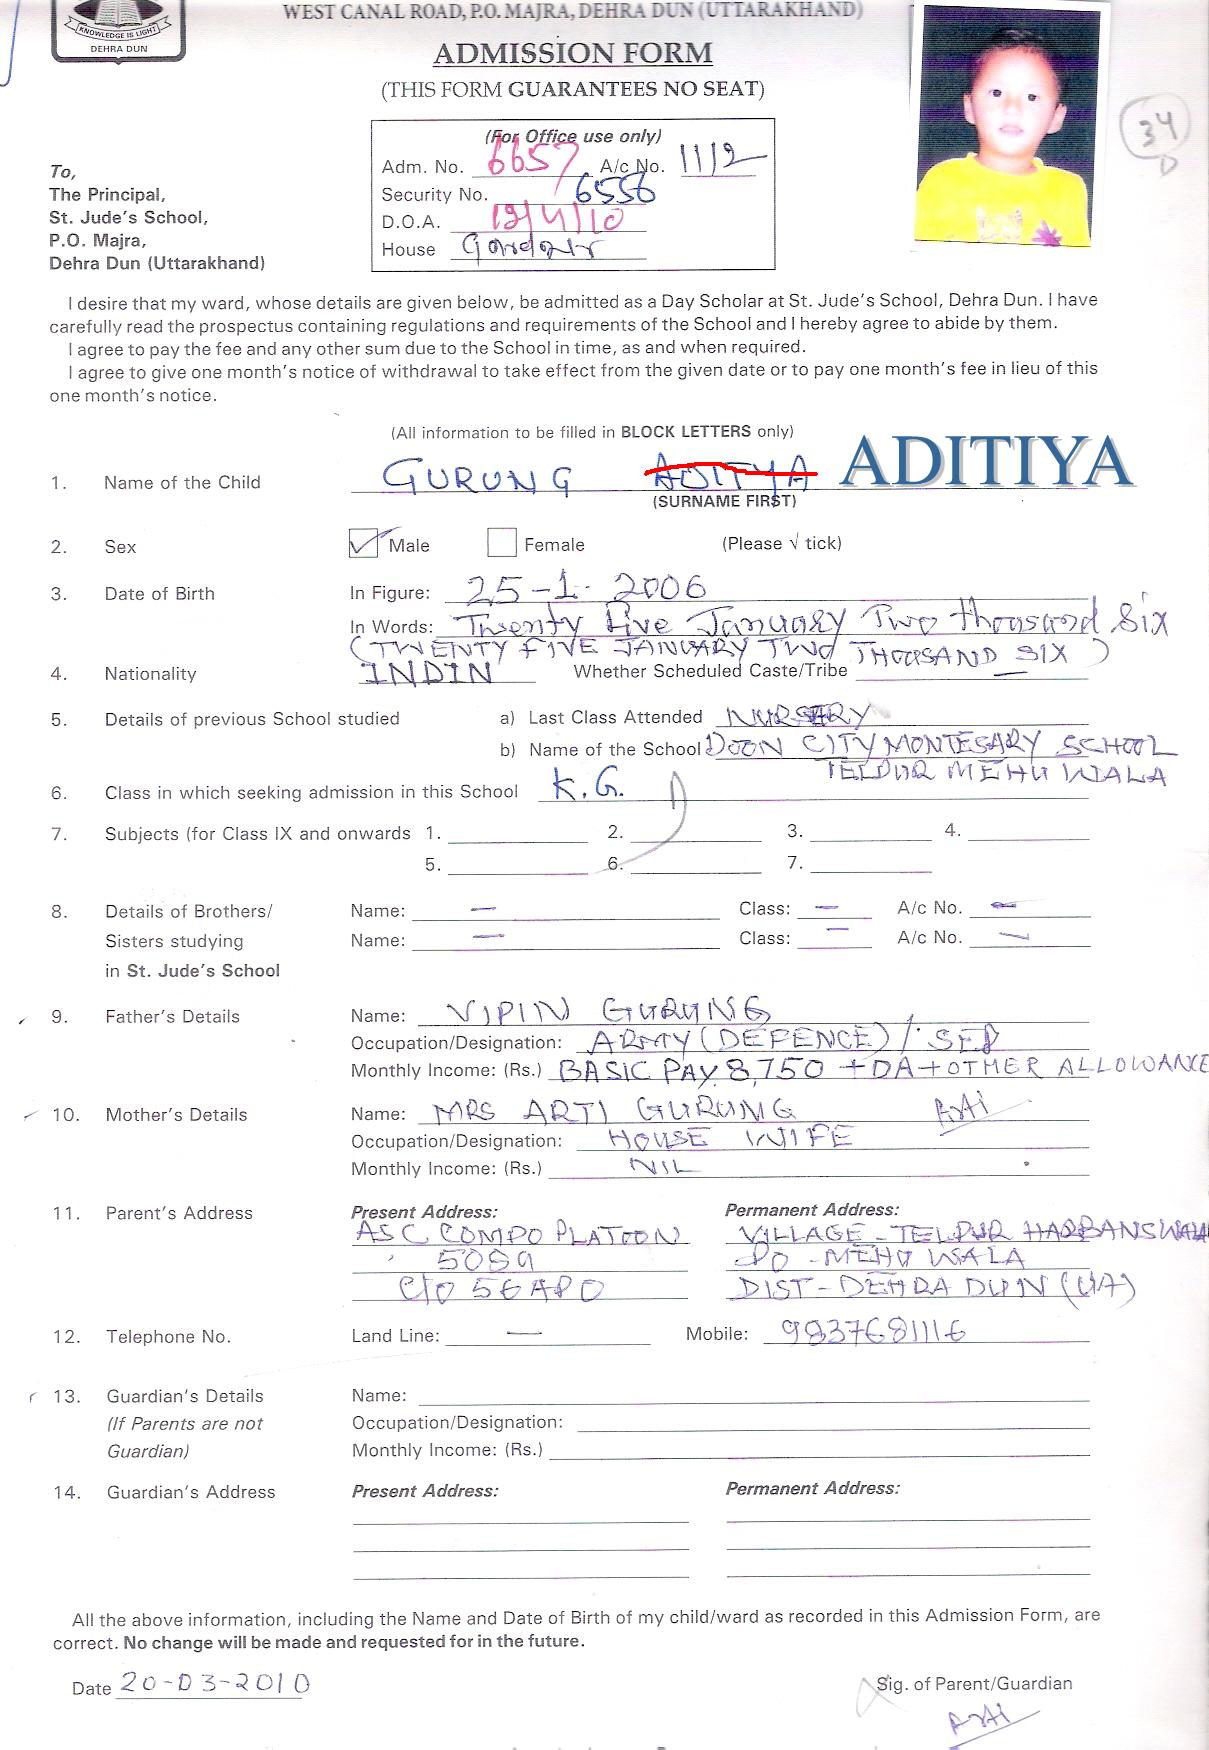 KNOWLEDGE IS LIGHT
DEHRA DUN
WEST CANAL ROAD, P.O. MAJRA, DEHRA DUN (UTTARAKHAND)
ADMISSION FORM
(THIS FORM GUARANTEES NO SEAT)
(For Office use only)
Adm. No. 6657 A/c No. 11/2
Security No. 6556
D.O.A. 12/4/10
House
34
D
To,
The Principal,
St. Jude's School,
P.O. Majra,
Dehra Dun (Uttarakhand)
I desire that my ward, whose details are given below, be admitted as a Day Scholar at St. Jude's School, Dehra Dun. I have
carefully read the prospectus containing regulations and requirements of the School and I hereby agree to abide by them.
I agree to pay the fee and any other sum due to the School in time, as and when required.
I agree to give one month's notice of withdrawal to take effect from the given date or to pay one month's fee in lieu of this
one month's notice.
(All information to be filled in BLOCK LETTERS only)
1. Name of the Child GURUNG ADITYA ADITIYA
(SURNAME FIRST)
2. Sex Male Female (Please √ tick)
3. Date of Birth In Figure: 25-1-2006
In Words: Twenty Five January Two thousand Six
(TWENTY FIVE JANUARY TWO THOUSAND SIX)
4. Nationality INDIN Whether Scheduled Caste/Tribe —
5. Details of previous School studied a) Last Class Attended NURSERY
b) Name of the School DOON CITY MONTESARY SCHOOL
TELPUR MEHU WALA
6. Class in which seeking admission in this School K.G.
7. Subjects (for Class IX and onwards 1. 2. 3. 4.
5. 6. 7.
8. Details of Brothers/ Name: — Class: — A/c No. —
Sisters studying Name: — Class: — A/c No. —
in St. Jude's School
9. Father's Details Name: VIPIN GURUNG
Occupation/Designation: ARMY (DEFENCE) / SEP
Monthly Income: (Rs.) BASIC PAY 8,750 + DA + OTHER ALLOWANCE
10. Mother's Details Name: MRS ARTI GURUNG
Occupation/Designation: HOUSE WIFE
Monthly Income: (Rs.) NIL
11. Parent's Address Present Address: Permanent Address:
ASC COMPO PLATOON VILLAGE - TELPUR HARBANSWALA
5089 PO - MEHU WALA
C/O 56 APO DIST - DEHRA DUN (UA)
12. Telephone No. Land Line: — Mobile: 9837681116
13. Guardian's Details Name:
(If Parents are not Occupation/Designation:
Guardian) Monthly Income: (Rs.)
14. Guardian's Address Present Address: Permanent Address:
All the above information, including the Name and Date of Birth of my child/ward as recorded in this Admission Form, are
correct. No change will be made and requested for in the future.
Date 20-03-2010 Sig. of Parent/Guardian